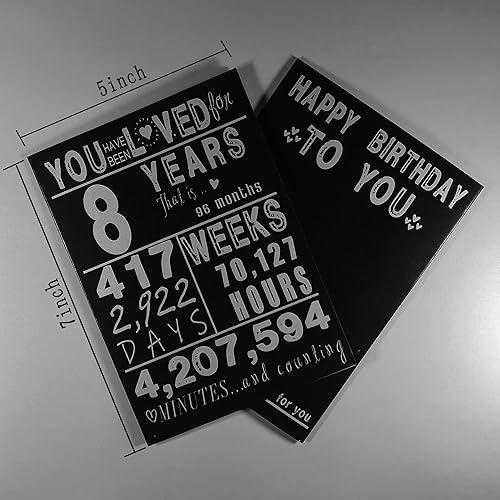 5inch
7inch
YOU HAVE BEEN LOVED for
8 YEARS
That is..
96 months
417 WEEKS
2,922 DAYS
70,127 HOURS
4,207,594
MINUTES...and counting
HAPPY BIRTHDAY
TO YOU
for you